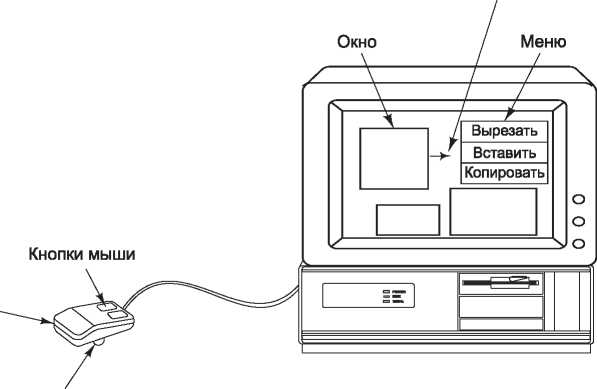 Окно
Меню
Вырезать
Вставить
Копировать
Кнопки мыши